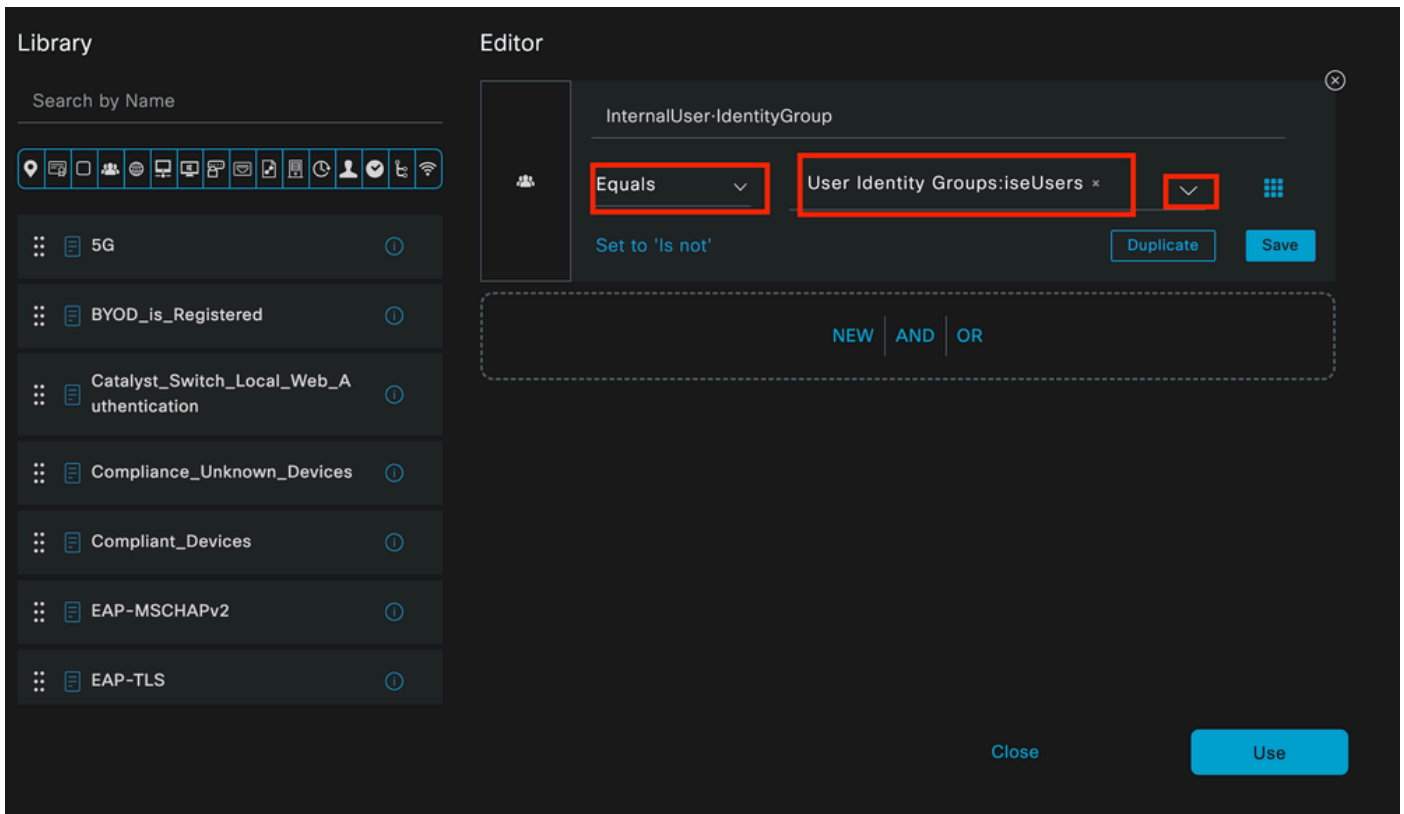 Library
Search by Name
5G
BYOD_is_Registered
Catalyst_Switch_Local_Web_A
uthentication
Compliance_Unknown_Devices
Compliant_Devices
EAP-MSCHAPv2
EAP-TLS
Editor
InternalUser·IdentityGroup
Equals
User Identity Groups:iseUsers ×
Set to 'Is not'
Duplicate
Save
NEW AND OR
Close
Use